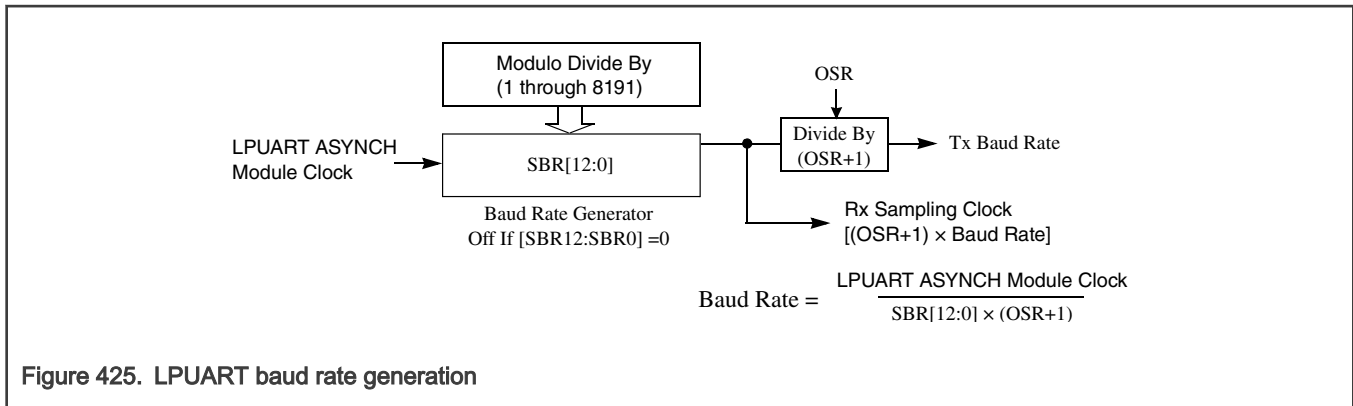 Modulo Divide By
(1 through 8191)
OSR
LPUART ASYNCH
Module Clock
SBR[12:0]
Divide By
(OSR+1)
Tx Baud Rate
Baud Rate Generator
Off If [SBR12:SBR0] =0
Rx Sampling Clock
[(OSR+1) × Baud Rate]
Baud Rate =
LPUART ASYNCH Module Clock
SBR[12:0] × (OSR+1)
Figure 425. LPUART baud rate generation